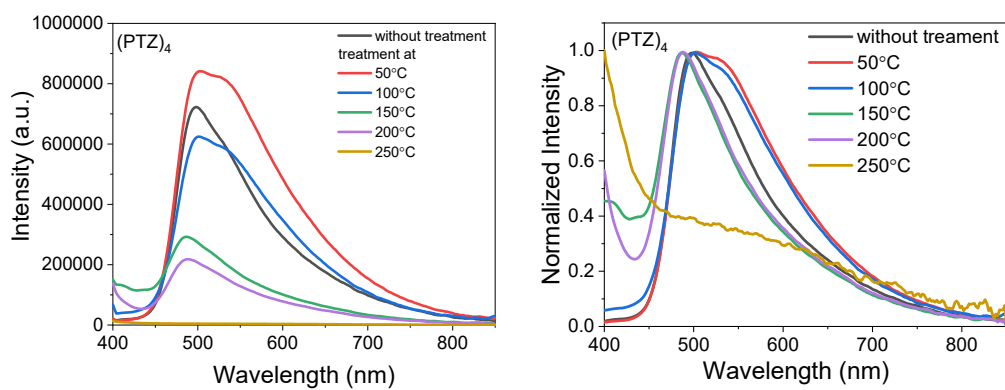 (PTZ)4
without treatment
treatment at
50°C
100°C
150°C
200°C
250°C
1000000
800000
600000
400000
200000
0
400 500 600 700 800
Intensity (a.u.)
Wavelength (nm)
(PTZ)4
without treament
50°C
100°C
150°C
200°C
250°C
1.0
0.8
0.6
0.4
0.2
0.0
400 500 600 700 800
Normalized Intensity
Wavelength (nm)